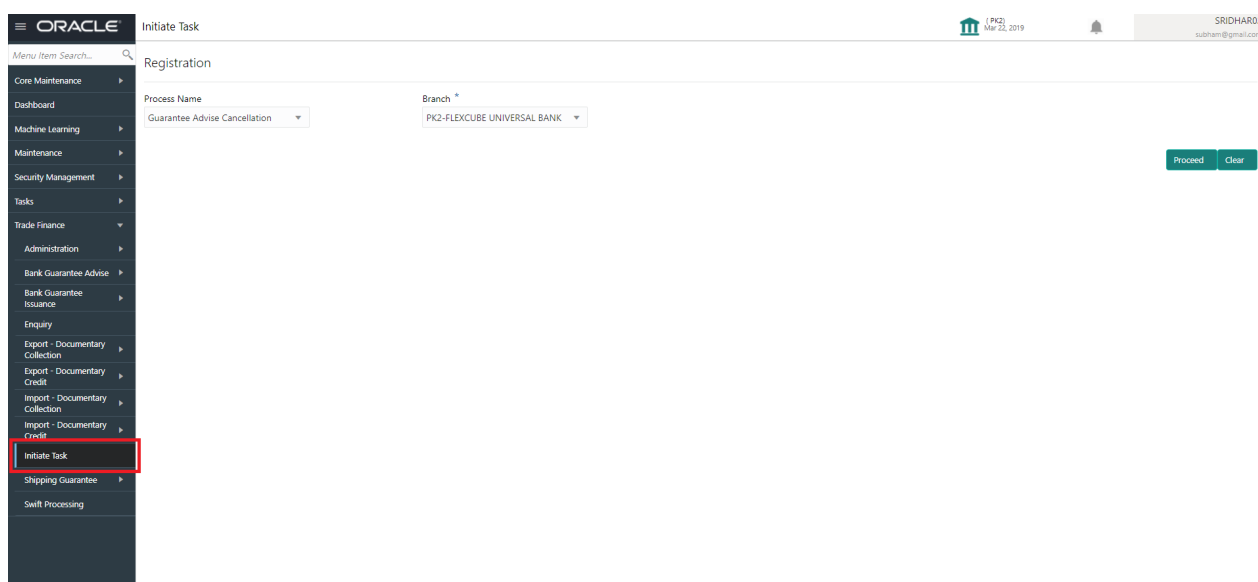 ORACLE
Initiate Task
( PK2)
Mar 22, 2019
SRIDHAR0
subham@gmail.com
Menu Item Search...
Registration
Core Maintenance
Dashboard
Machine Learning
Maintenance
Security Management
Tasks
Trade Finance
Administration
Bank Guarantee Advise
Bank Guarantee
Issuance
Enquiry
Export - Documentary
Collection
Export - Documentary
Credit
Import - Documentary
Collection
Import - Documentary
Credit
Initiate Task
Shipping Guarantee
Swift Processing
Process Name
Branch *
Guarantee Advise Cancellation
PK2-FLEXCUBE UNIVERSAL BANK
Proceed
Clear